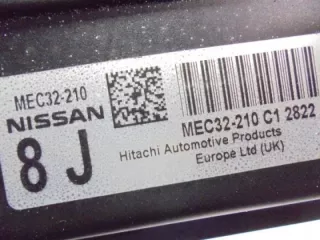 MEC32-210
NISSAN
8 J
MEC32-210 C1 2822
Hitachi Automotive Products
Europe Ltd (UK)